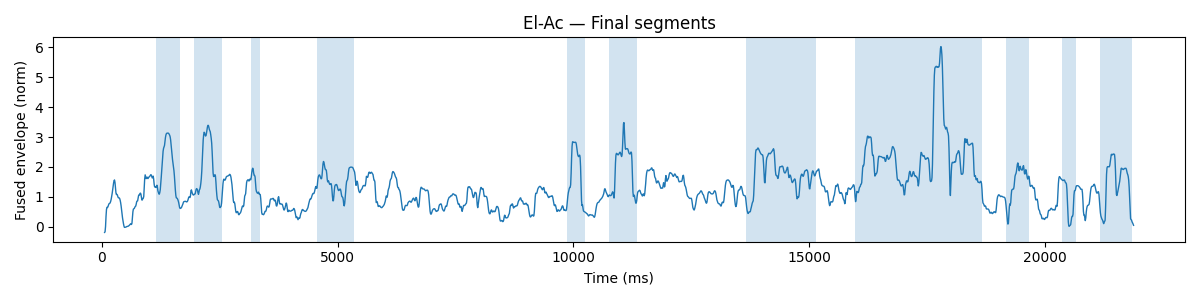 El-Ac — Final segments
Fused envelope (norm)
6
5
4
3
2
1
0
0 5000 10000 15000 20000
Time (ms)